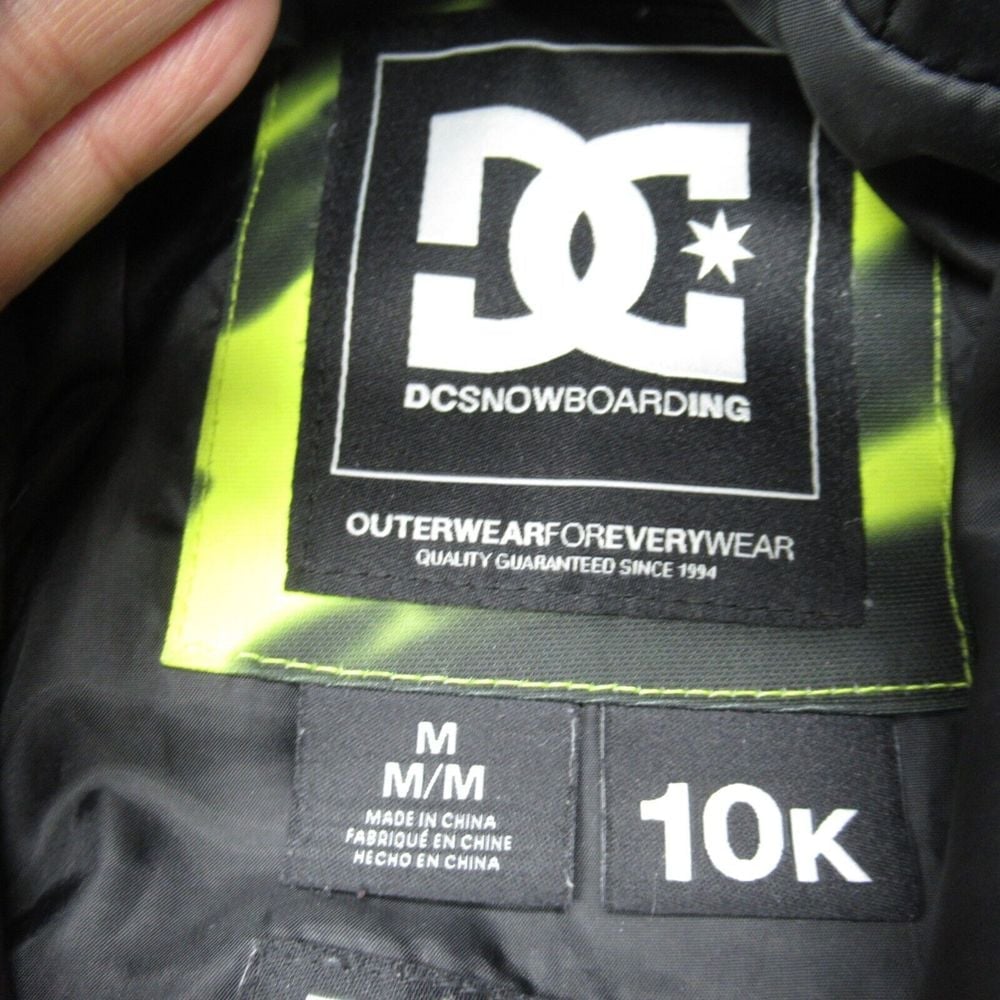 DC
DCSNOWBOARDING
OUTERWEARFOREVERYWEAR
QUALITY GUARANTEED SINCE 1994
M
M/M
MADE IN CHINA
FABRIQUÉ EN CHINE
HECHO EN CHINA
10K